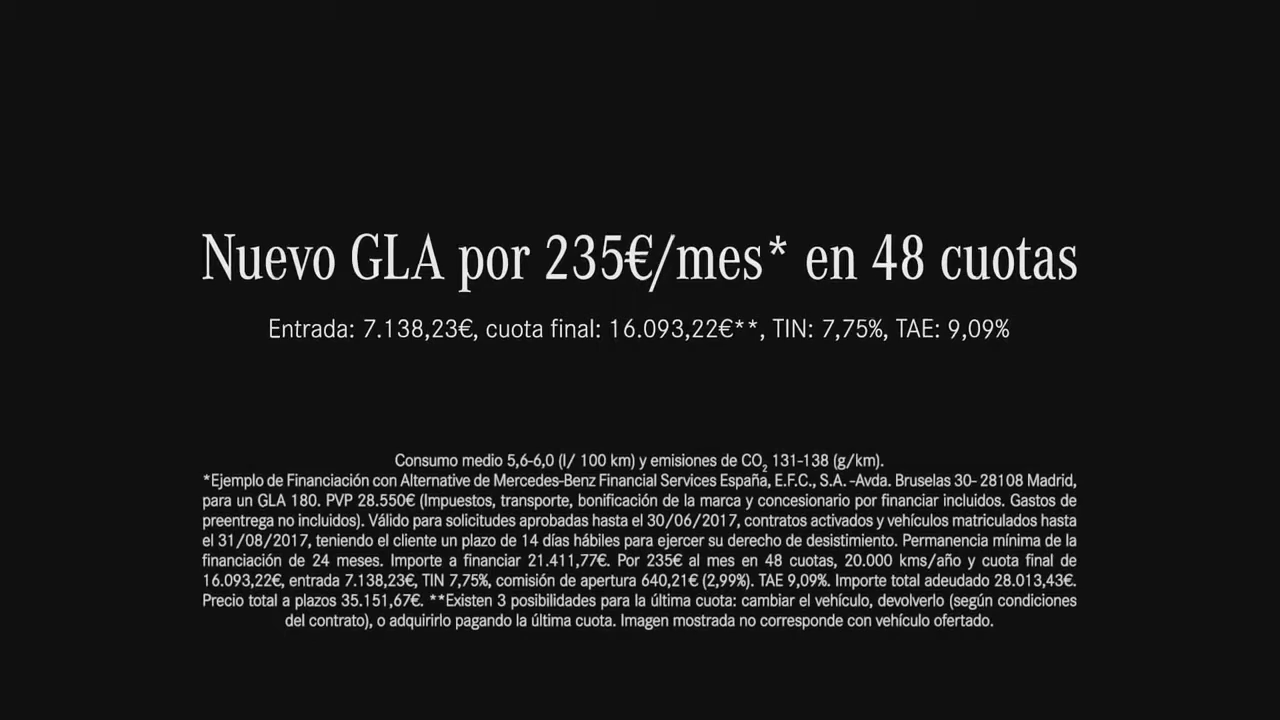 Nuevo GLA por 235€/mes* en 48 cuotas
Entrada: 7.138,23€, cuota final: 16.093,22€**, TIN: 7,75%, TAE: 9,09%
Consumo medio 5,6-6,0 (l/ 100 km) y emisiones de CO₂ 131-138 (g/km).
*Ejemplo de Financiación con Alternative de Mercedes-Benz Financial Services España, E.F.C., S.A. -Avda. Bruselas 30- 28108 Madrid,
para un GLA 180. PVP 28.550€ (Impuestos, transporte, bonificación de la marca y concesionario por financiar incluidos. Gastos de
preentrega no incluidos). Válido para solicitudes aprobadas hasta el 30/06/2017, contratos activados y vehículos matriculados hasta
el 31/08/2017, teniendo el cliente un plazo de 14 días hábiles para ejercer su derecho de desistimiento. Permanencia mínima de la
financiación de 24 meses. Importe a financiar 21.411,77€. Por 235€ al mes en 48 cuotas, 20.000 kms/año y cuota final de
16.093,22€, entrada 7.138,23€, TIN 7,75%, comisión de apertura 640,21€ (2,99%). TAE 9,09%. Importe total adeudado 28.013,43€.
Precio total a plazos 35.151,67€. **Existen 3 posibilidades para la última cuota: cambiar el vehículo, devolverlo (según condiciones
del contrato), o adquirirlo pagando la última cuota. Imagen mostrada no corresponde con vehículo ofertado.